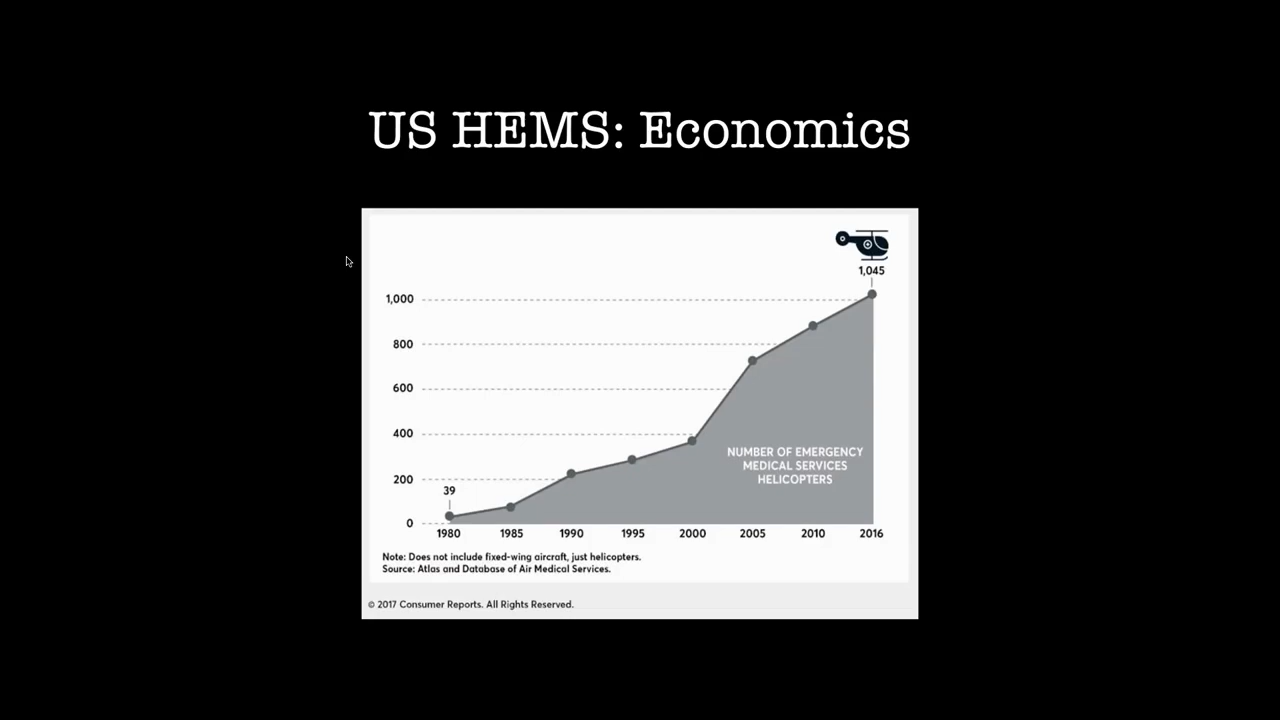 US HEMS: Economics
1,045
1,000
800
600
400
200
0
39
NUMBER OF EMERGENCY
MEDICAL SERVICES
HELICOPTERS
1980 1985 1990 1995 2000 2005 2010 2016
Note: Does not include fixed-wing aircraft, just helicopters.
Source: Atlas and Database of Air Medical Services.
© 2017 Consumer Reports. All Rights Reserved.